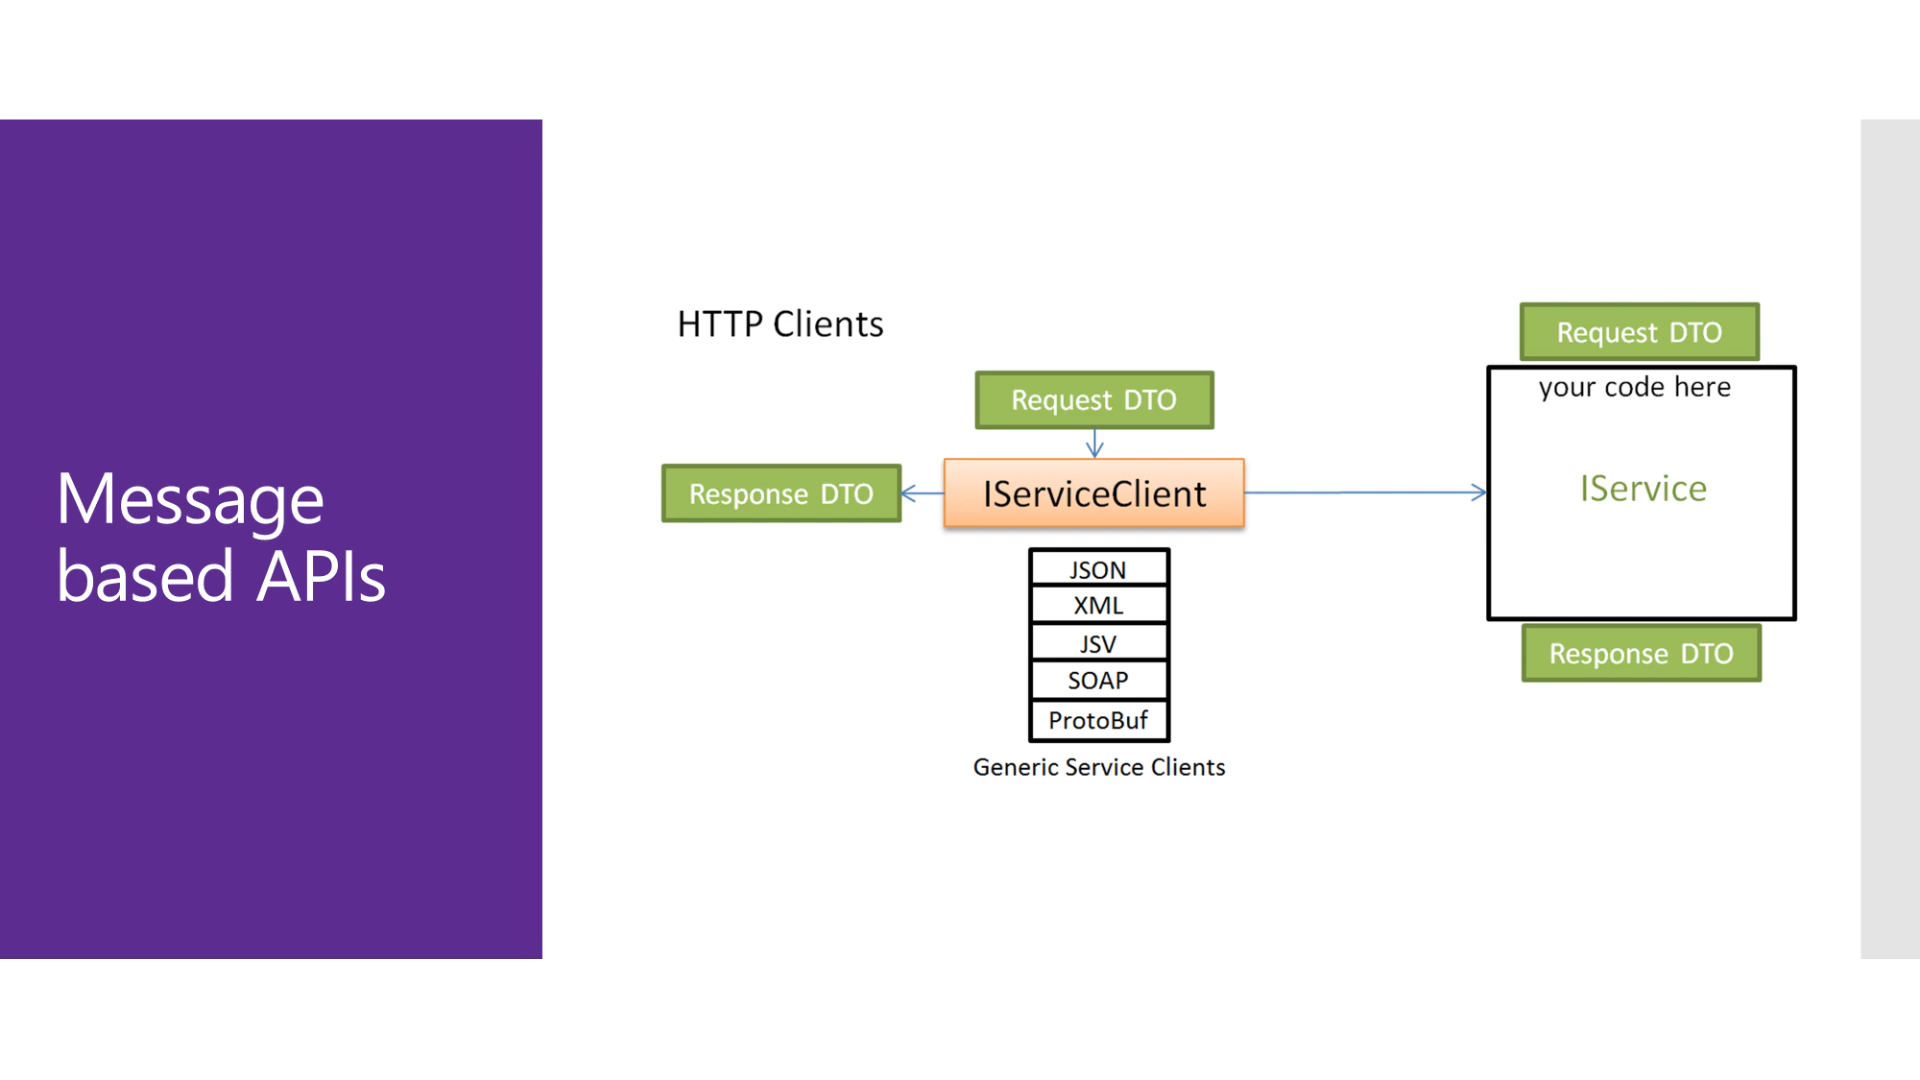 Message
based APIs
HTTP Clients
Request DTO
Response DTO
IServiceClient
JSON
XML
JSV
SOAP
ProtoBuf
Generic Service Clients
Request DTO
your code here
IService
Response DTO